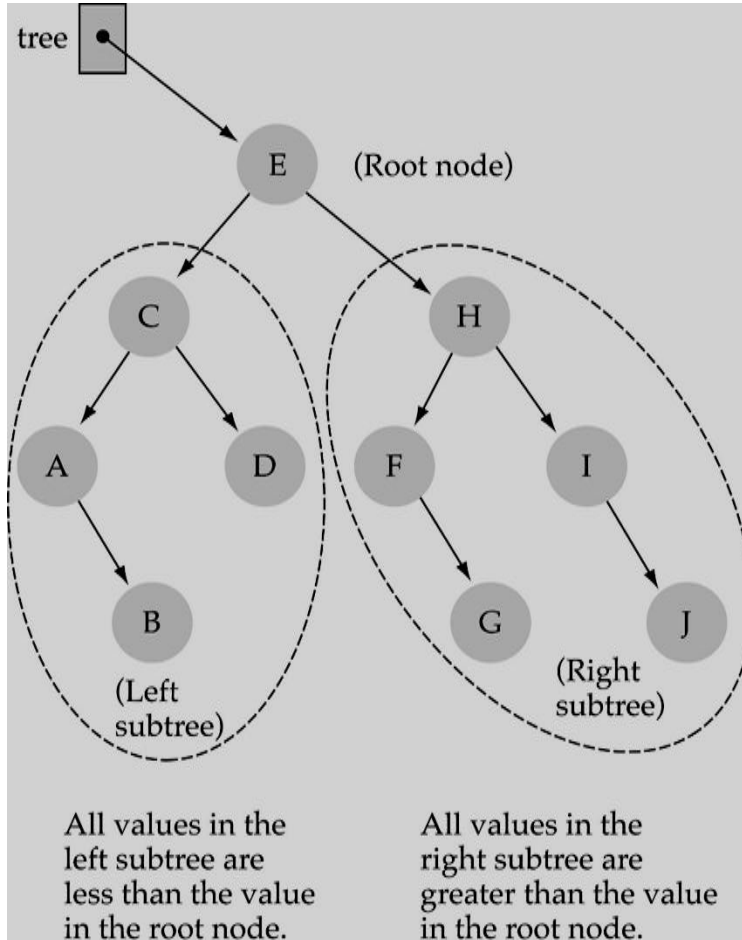 tree
E (Root node)
C H
A D F I
B G J
(Left
subtree)
(Right
subtree)
All values in the
left subtree are
less than the value
in the root node.
All values in the
right subtree are
greater than the value
in the root node.